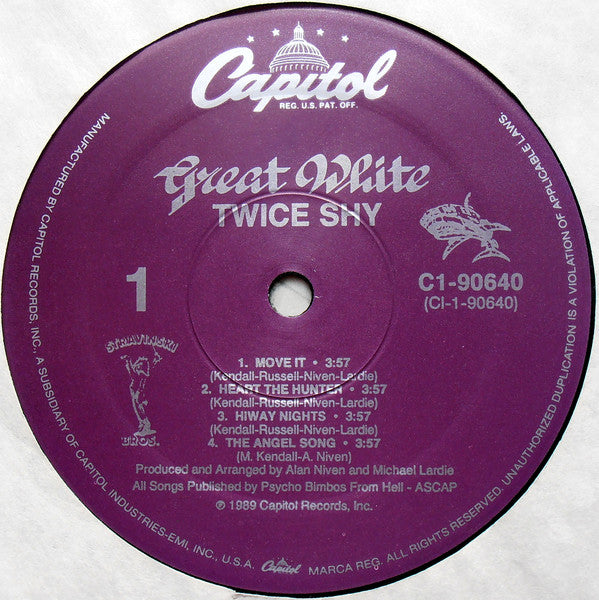 Capitol
REG. U.S. PAT. OFF.
Great White
TWICE SHY
1
C1-90640
(CI-1-90640)
STRAVINSKI
BROS.
1. MOVE IT • 3:57
(Kendall-Russell-Niven-Lardie)
2. HEART THE HUNTER • 3:57
(Kendall-Russell-Niven-Lardie)
3. HIWAY NIGHTS • 3:57
(Kendall-Russell-Niven-Lardie)
4. THE ANGEL SONG • 3:57
(M. Kendall-A. Niven)
Produced and Arranged by Alan Niven and Michael Lardie
All Songs Published by Psycho Bimbos From Hell - ASCAP
℗ 1989 Capitol Records, Inc.
MANUFACTURED BY CAPITOL RECORDS, INC., A SUBSIDIARY OF CAPITOL INDUSTRIES-EMI, INC., U.S.A. Capitol MARCA REG. ALL RIGHTS RESERVED. UNAUTHORIZED DUPLICATION IS A VIOLATION OF APPLICABLE LAWS.